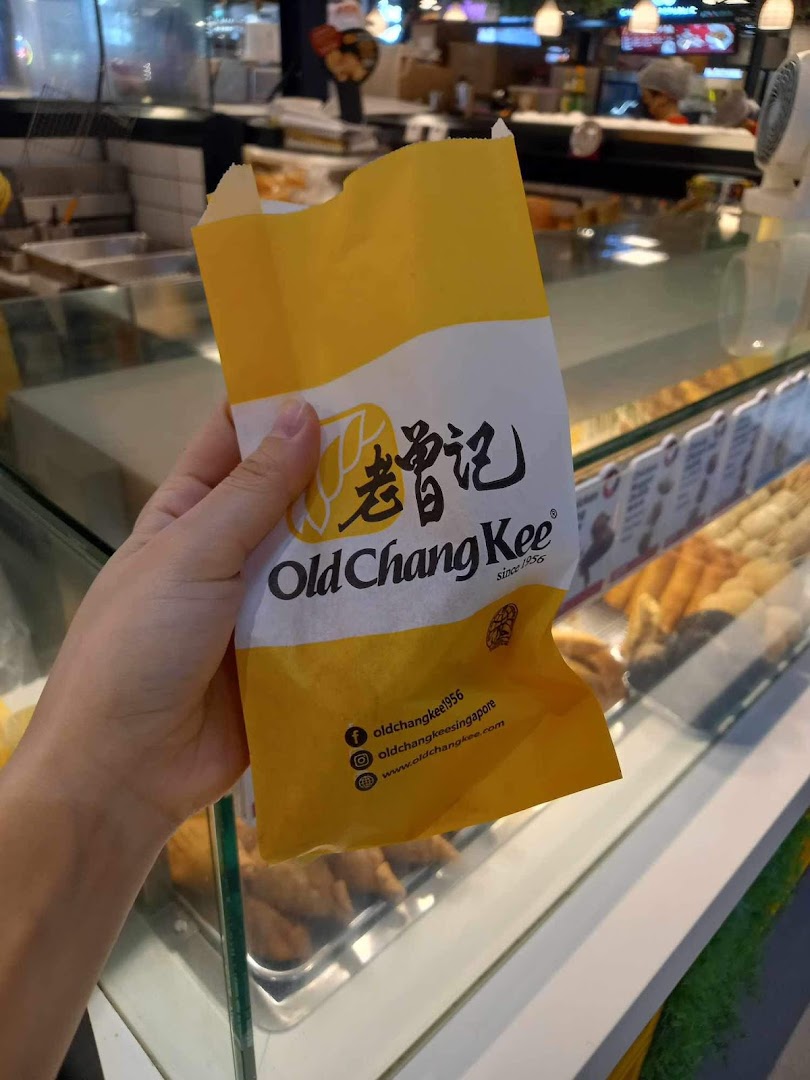 老曾记
Old Chang Kee®
since 1956
oldchangkee1956
oldchangkeesingapore
www.oldchangkee.com